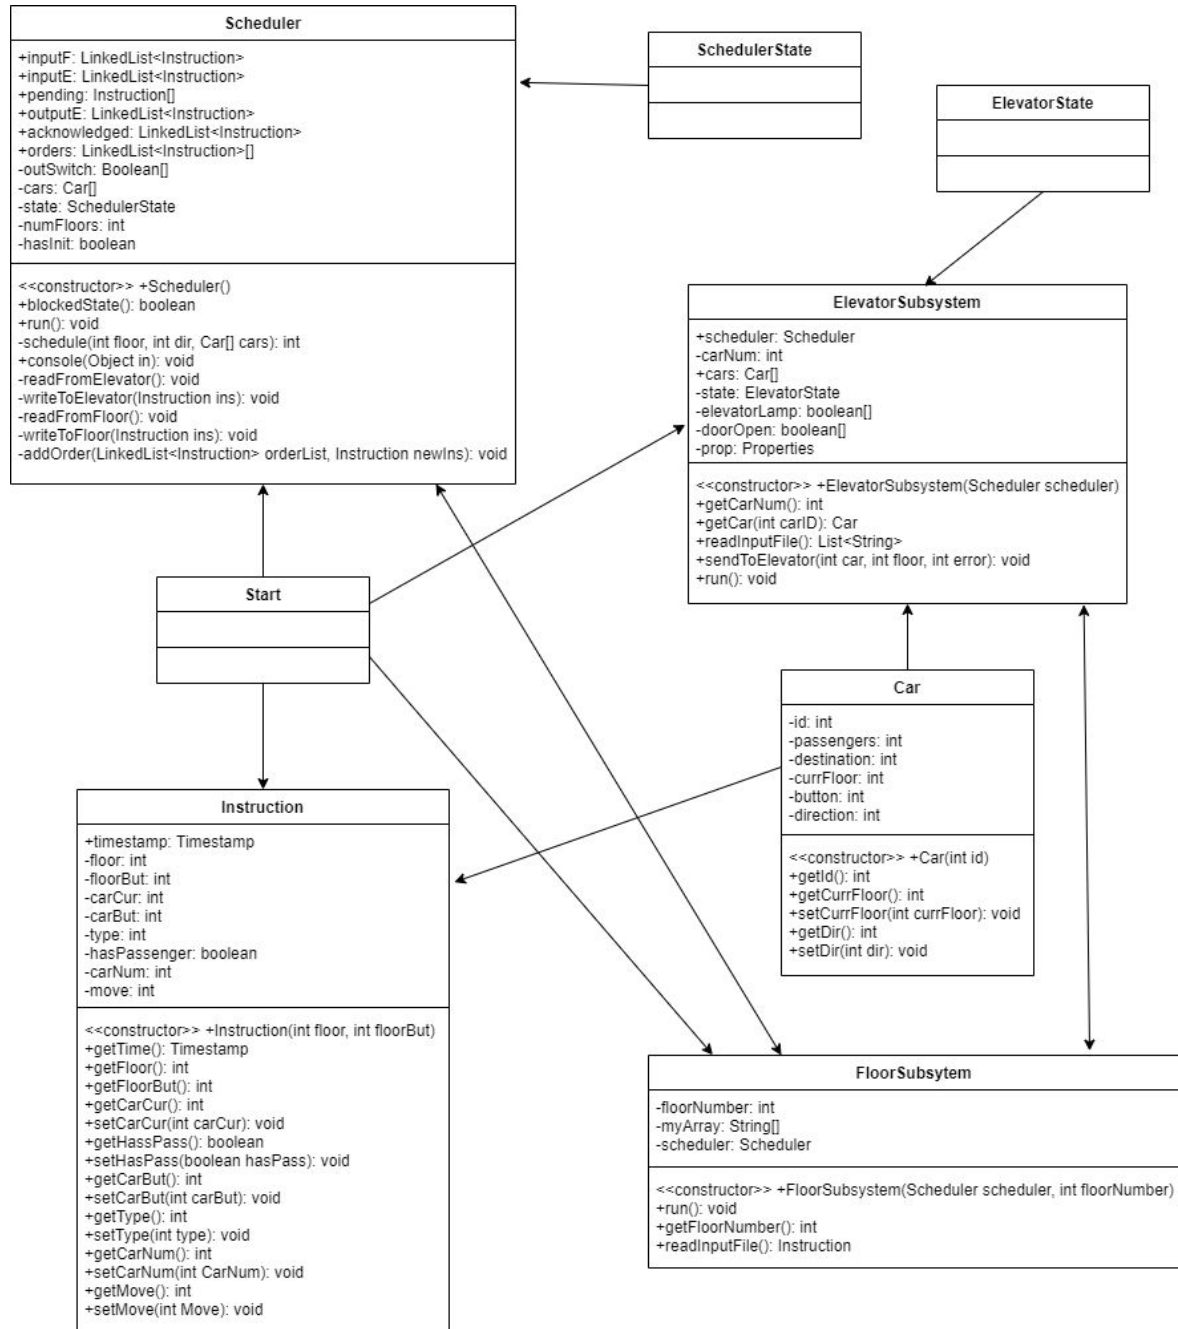 Scheduler
+inputF: LinkedList<Instruction>
+inputE: LinkedList<Instruction>
+pending: Instruction[]
+outputE: LinkedList<Instruction>
+acknowledged: LinkedList<Instruction>
+orders: LinkedList<Instruction>[]
-outSwitch: Boolean[]
-cars: Car[]
-state: SchedulerState
-numFloors: int
-hasInit: boolean
<<constructor>> +Scheduler()
+blockedState(): boolean
+run(): void
-schedule(int floor, int dir, Car[] cars): int
+console(Object in): void
-readFromElevator(): void
-writeToElevator(Instruction ins): void
-readFromFloor(): void
-writeToFloor(Instruction ins): void
-addOrder(LinkedList<Instruction> orderList, Instruction newIns): void
SchedulerState
ElevatorState
ElevatorSubsystem
+scheduler: Scheduler
-carNum: int
+cars: Car[]
-state: ElevatorState
-elevatorLamp: boolean[]
-doorOpen: boolean[]
-prop: Properties
<<constructor>> +ElevatorSubsystem(Scheduler scheduler)
+getCarNum(): int
+getCar(int carID): Car
+readInputFile(): List<String>
+sendToElevator(int car, int floor, int error): void
+run(): void
Start
Car
-id: int
-passengers: int
-destination: int
-currFloor: int
-button: int
-direction: int
<<constructor>> +Car(int id)
+getId(): int
+getCurrFloor(): int
+setCurrFloor(int currFloor): void
+getDir(): int
+setDir(int dir): void
Instruction
+timestamp: Timestamp
-floor: int
-floorBut: int
-carCur: int
-carBut: int
-type: int
-hasPassenger: boolean
-carNum: int
-move: int
<<constructor>> +Instruction(int floor, int floorBut)
+getTime(): Timestamp
+getFloor(): int
+getFloorBut(): int
+getCarCur(): int
+setCarCur(int carCur): void
+getHassPass(): boolean
+setHasPass(boolean hasPass): void
+getCarBut(): int
+setCarBut(int carBut): void
+getType(): int
+setType(int type): void
+getCarNum(): int
+setCarNum(int CarNum): void
+getMove(): int
+setMove(int Move): void
FloorSubsytem
-floorNumber: int
-myArray: String[]
-scheduler: Scheduler
<<constructor>> +FloorSubsystem(Scheduler scheduler, int floorNumber)
+run(): void
+getFloorNumber(): int
+readInputFile(): Instruction